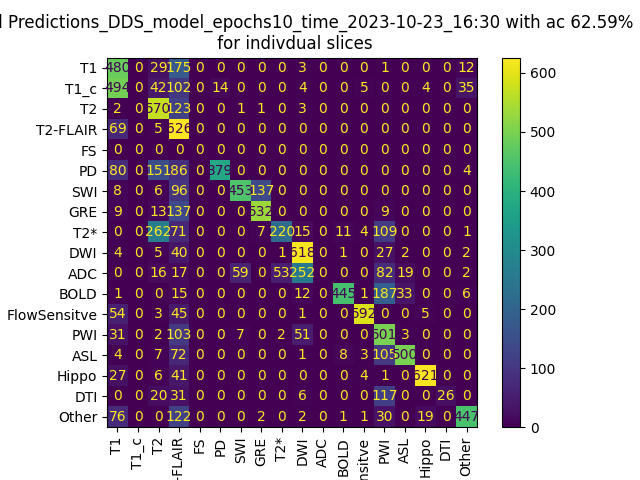 Predictions_DDS_model_epochs10_time_2023-10-23_16:30 with ac 62.59%
for indivdual slices
T1 480 0 29 175 0 0 0 0 0 3 0 0 0 1 0 0 0 12
T1_c 494 0 42 102 0 14 0 0 0 4 0 0 5 0 0 4 0 35
T2 2 0 570 123 0 0 1 1 0 3 0 0 0 0 0 0 0 0
T2-FLAIR 69 0 5 626 0 0 0 0 0 0 0 0 0 0 0 0 0 0
FS 0 0 0 0 0 0 0 0 0 0 0 0 0 0 0 0 0 0
PD 80 0 151 86 0 379 0 0 0 0 0 0 0 0 0 0 0 4
SWI 8 0 6 96 0 0 453 137 0 0 0 0 0 0 0 0 0 0
GRE 9 0 13 137 0 0 0 532 0 0 0 0 0 9 0 0 0 0
T2* 0 0 262 71 0 0 0 7 220 15 0 11 4 109 0 0 0 1
DWI 4 0 5 40 0 0 0 0 1 618 0 1 0 27 2 0 0 2
ADC 0 0 16 17 0 0 59 0 53 252 0 0 0 82 19 0 0 2
BOLD 1 0 0 15 0 0 0 0 0 12 0 445 1 187 33 0 0 6
FlowSensitve 54 0 3 45 0 0 0 0 0 1 0 0 592 0 0 5 0 0
PWI 31 0 2 103 0 0 7 0 2 51 0 0 0 501 3 0 0 0
ASL 4 0 7 72 0 0 0 0 0 1 0 8 3 105 500 0 0 0
Hippo 27 0 6 41 0 0 0 0 0 0 0 0 4 1 0 621 0 0
DTI 0 0 20 31 0 0 0 0 0 6 0 0 0 117 0 0 26 0
Other 76 0 0 122 0 0 0 2 0 2 0 1 1 30 0 19 0 447
T1 T1_c T2 -FLAIR FS PD SWI GRE T2* DWI ADC BOLD nsitve PWI ASL Hippo DTI Other
600
500
400
300
200
100
0